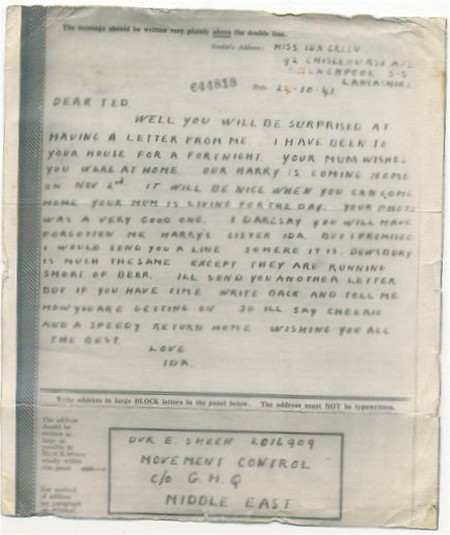 The message should be written very plainly above the double line.
Sender's Address: MISS IDA GREEN
92 CHISLEHURST AVE
BLACKPOOL S-S
LANCASHIRE
644818 Date 24-10-41
DEAR TED
WELL YOU WILL BE SURPRISED AT
HAVING A LETTER FROM ME. I HAVE BEEN TO
YOUR HOUSE FOR A FORTNIGHT. YOUR MUM WISHE-
YOU WERE AT HOME. OUR HARRY IS COMING HOME
ON NOV 2nd. IT WILL BE NICE WHEN YOU CAN COME
HOME YOUR MUM IS LIVING FOR THE DAY. YOUR PHOTO
WAS A VERY GOOD ONE. I DARESAY YOU WILL HAVE
FORGOTTEN ME HARRY'S SISTER IDA. BUT I PROMISED
I WOULD SEND YOU A LINE SO HERE IT IS. DEWSBURY
IS MUCH THE SAME EXCEPT THEY ARE RUNNING
SHORT OF BEER. ILL SEND YOU ANOTHER LETTER
BUT IF YOU HAVE TIME WRITE BACK AND TELL ME
HOW YOU ARE GETTING ON SO ILL SAY CHEERIO
AND A SPEEDY RETURN HOME WISHING YOU ALL
THE BEST.
LOVE
IDA.
Write address in large BLOCK letters in the panel below. The address must NOT be typewritten.
The address
should be
written as
large as
possible in
BLOCK letters
wholly within
this panel
DVR E. SHEEN 2016909
MOVEMENT CONTROL
C/O G.H.Q
MIDDLE EAST